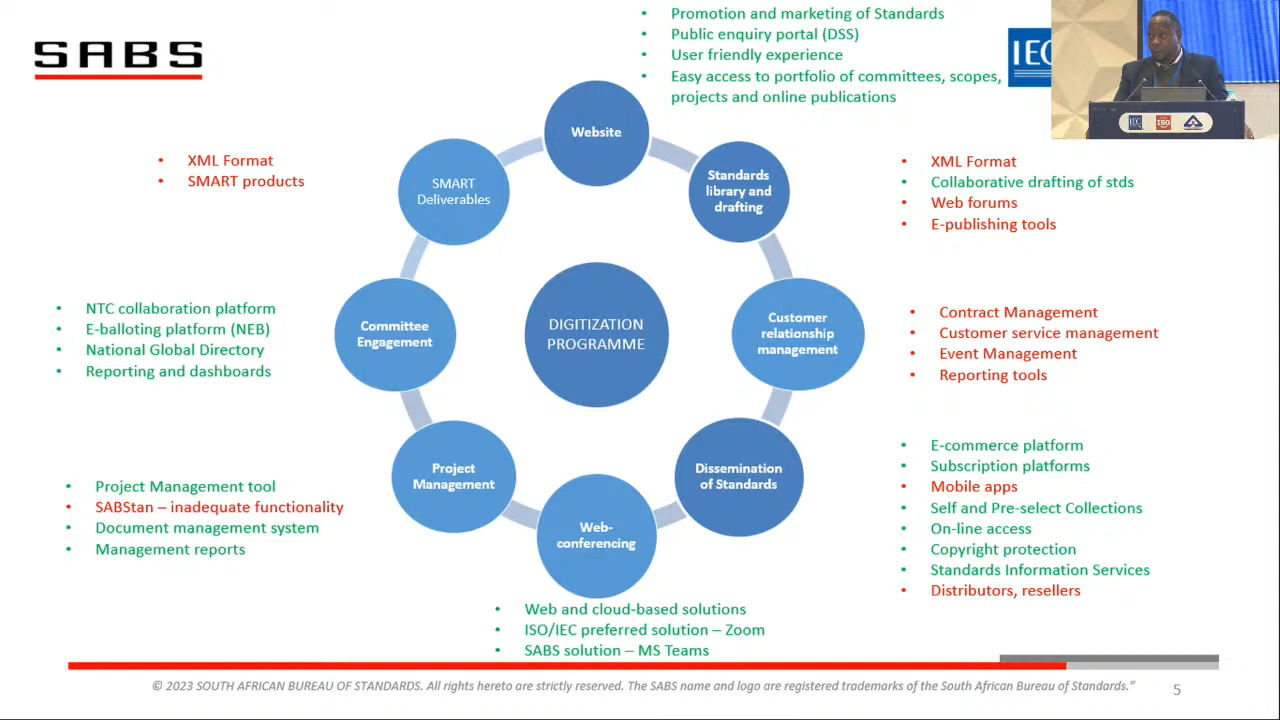 • Promotion and marketing of Standards
• Public enquiry portal (DSS)
• User friendly experience
• Easy access to portfolio of committees, scopes,
projects and online publications
SABS
IEC
IEC
ISO
Website
• XML Format
• SMART products
SMART
Deliverables
Standards
library and
drafting
• XML Format
• Collaborative drafting of stds
• Web forums
• E-publishing tools
• NTC collaboration platform
• E-balloting platform (NEB)
• National Global Directory
• Reporting and dashboards
Committee
Engagement
DIGITIZATION
PROGRAMME
Customer
relationship
management
• Contract Management
• Customer service management
• Event Management
• Reporting tools
• Project Management tool
• SABStan – inadequate functionality
• Document management system
• Management reports
Project
Management
Dissemination
of Standards
• E-commerce platform
• Subscription platforms
• Mobile apps
• Self and Pre-select Collections
• On-line access
• Copyright protection
• Standards Information Services
• Distributors, resellers
Web-
conferencing
• Web and cloud-based solutions
• ISO/IEC preferred solution – Zoom
• SABS solution – MS Teams
© 2023 SOUTH AFRICAN BUREAU OF STANDARDS. All rights hereto are strictly reserved. The SABS name and logo are registered trademarks of the South African Bureau of Standards.”
5